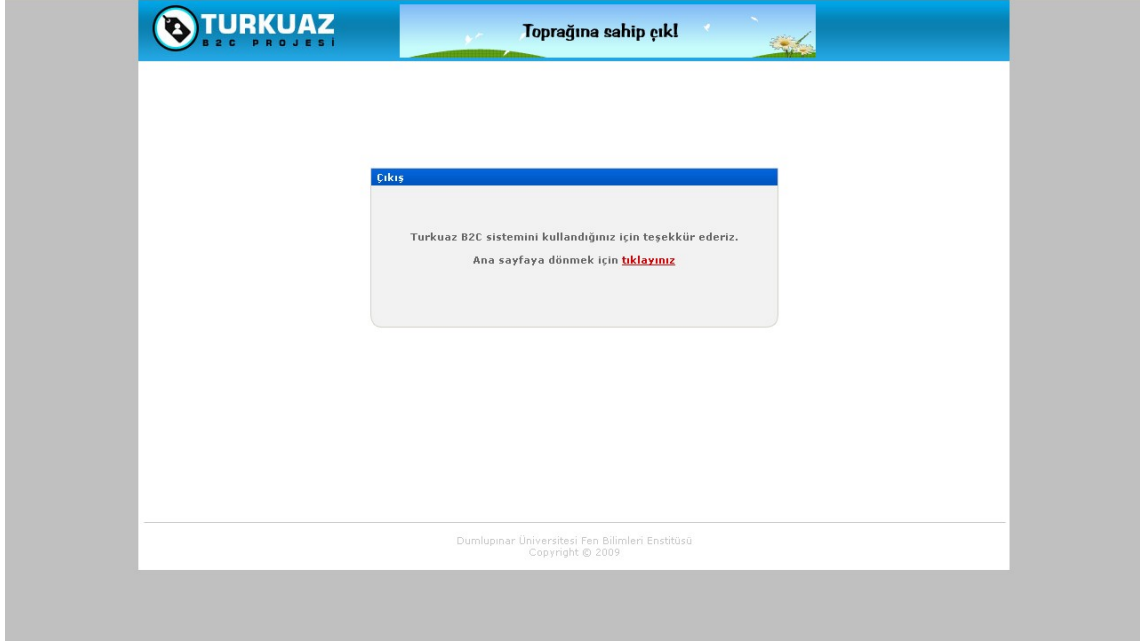 TURKUAZ
B2C PROJESİ
Toprağına sahip çık!
Çıkış
Turkuaz B2C sistemini kullandığınız için teşekkür ederiz.
Ana sayfaya dönmek için tıklayınız
Dumlupınar Üniversitesi Fen Bilimleri Enstitüsü
Copyright © 2009